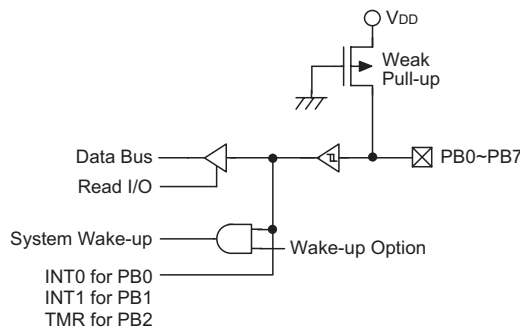 VDD
Weak
Pull-up
Data Bus
PB0~PB7
Read I/O
System Wake-up
Wake-up Option
INT0 for PB0
INT1 for PB1
TMR for PB2